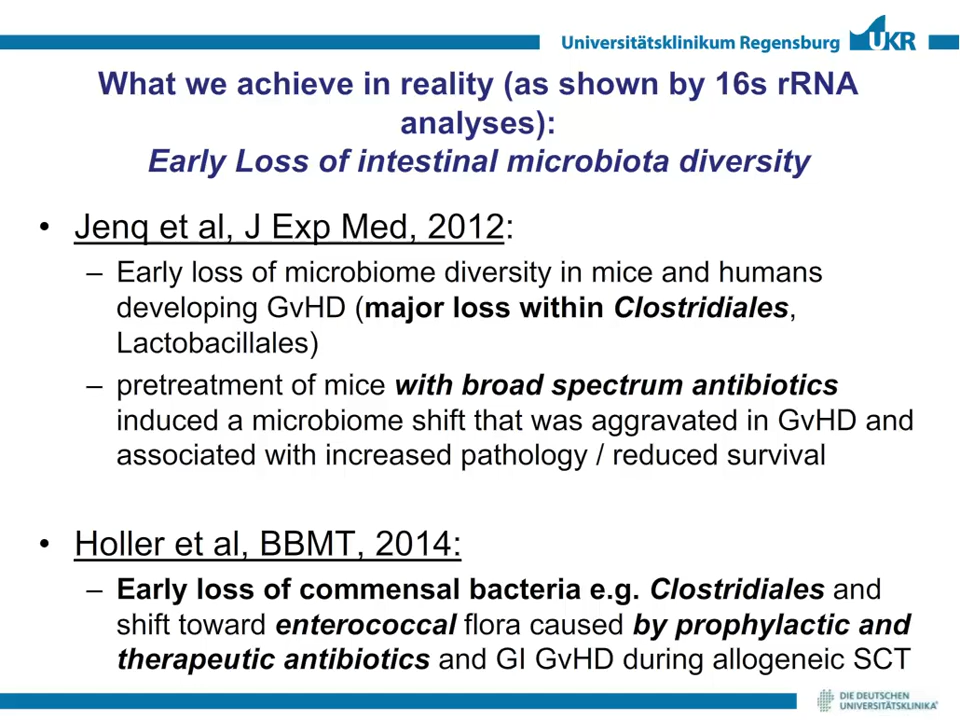 Universitätsklinikum Regensburg UKR
What we achieve in reality (as shown by 16s rRNA
analyses):
Early Loss of intestinal microbiota diversity
• Jenq et al, J Exp Med, 2012:
– Early loss of microbiome diversity in mice and humans
developing GvHD (major loss within Clostridiales,
Lactobacillales)
– pretreatment of mice with broad spectrum antibiotics
induced a microbiome shift that was aggravated in GvHD and
associated with increased pathology / reduced survival
• Holler et al, BBMT, 2014:
– Early loss of commensal bacteria e.g. Clostridiales and
shift toward enterococcal flora caused by prophylactic and
therapeutic antibiotics and GI GvHD during allogeneic SCT
DIE DEUTSCHEN
UNIVERSITÄTSKLINIKA®